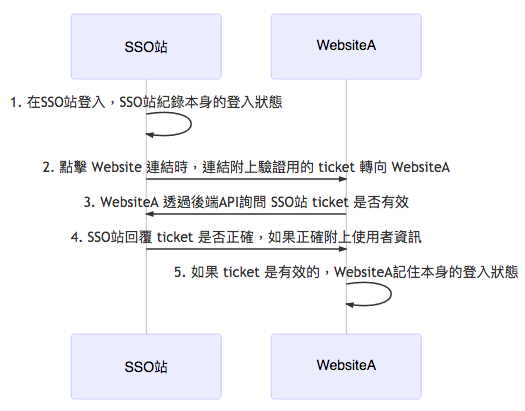 SSO站
WebsiteA
1. 在SSO站登入，SSO站紀錄本身的登入狀態
2. 點擊 Website 連結時，連結附上驗證用的 ticket 轉向 WebsiteA
3. WebsiteA 透過後端API詢問 SSO站 ticket 是否有效
4. SSO站回覆 ticket 是否正確，如果正確附上使用者資訊
5. 如果 ticket 是有效的，WebsiteA記住本身的登入狀態
SSO站
WebsiteA